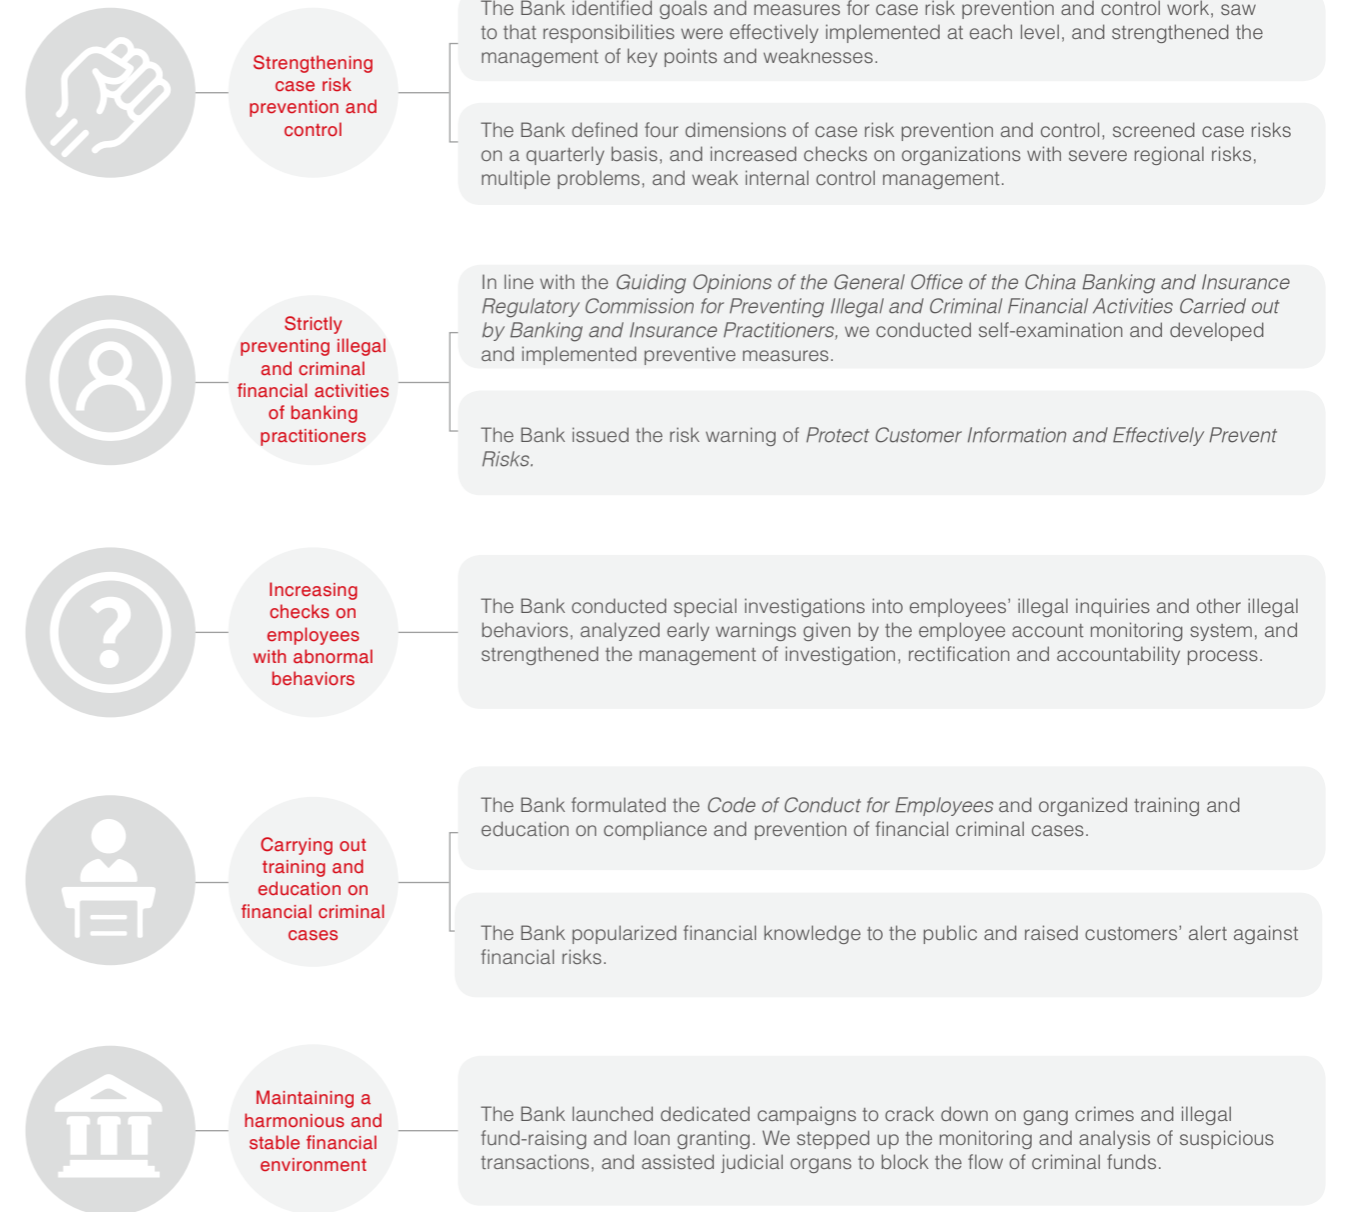 Strengthening
case risk
prevention and
control
The Bank identified goals and measures for case risk prevention and control work, saw
to that responsibilities were effectively implemented at each level, and strengthened the
management of key points and weaknesses.
The Bank defined four dimensions of case risk prevention and control, screened case risks
on a quarterly basis, and increased checks on organizations with severe regional risks,
multiple problems, and weak internal control management.
Strictly
preventing illegal
and criminal
financial activities
of banking
practitioners
In line with the Guiding Opinions of the General Office of the China Banking and Insurance
Regulatory Commission for Preventing Illegal and Criminal Financial Activities Carried out
by Banking and Insurance Practitioners, we conducted self-examination and developed
and implemented preventive measures.
The Bank issued the risk warning of Protect Customer Information and Effectively Prevent
Risks.
Increasing
checks on
employees
with abnormal
behaviors
The Bank conducted special investigations into employees’ illegal inquiries and other illegal
behaviors, analyzed early warnings given by the employee account monitoring system, and
strengthened the management of investigation, rectification and accountability process.
Carrying out
training and
education on
financial criminal
cases
The Bank formulated the Code of Conduct for Employees and organized training and
education on compliance and prevention of financial criminal cases.
The Bank popularized financial knowledge to the public and raised customers’ alert against
financial risks.
Maintaining a
harmonious and
stable financial
environment
The Bank launched dedicated campaigns to crack down on gang crimes and illegal
fund-raising and loan granting. We stepped up the monitoring and analysis of suspicious
transactions, and assisted judicial organs to block the flow of criminal funds.